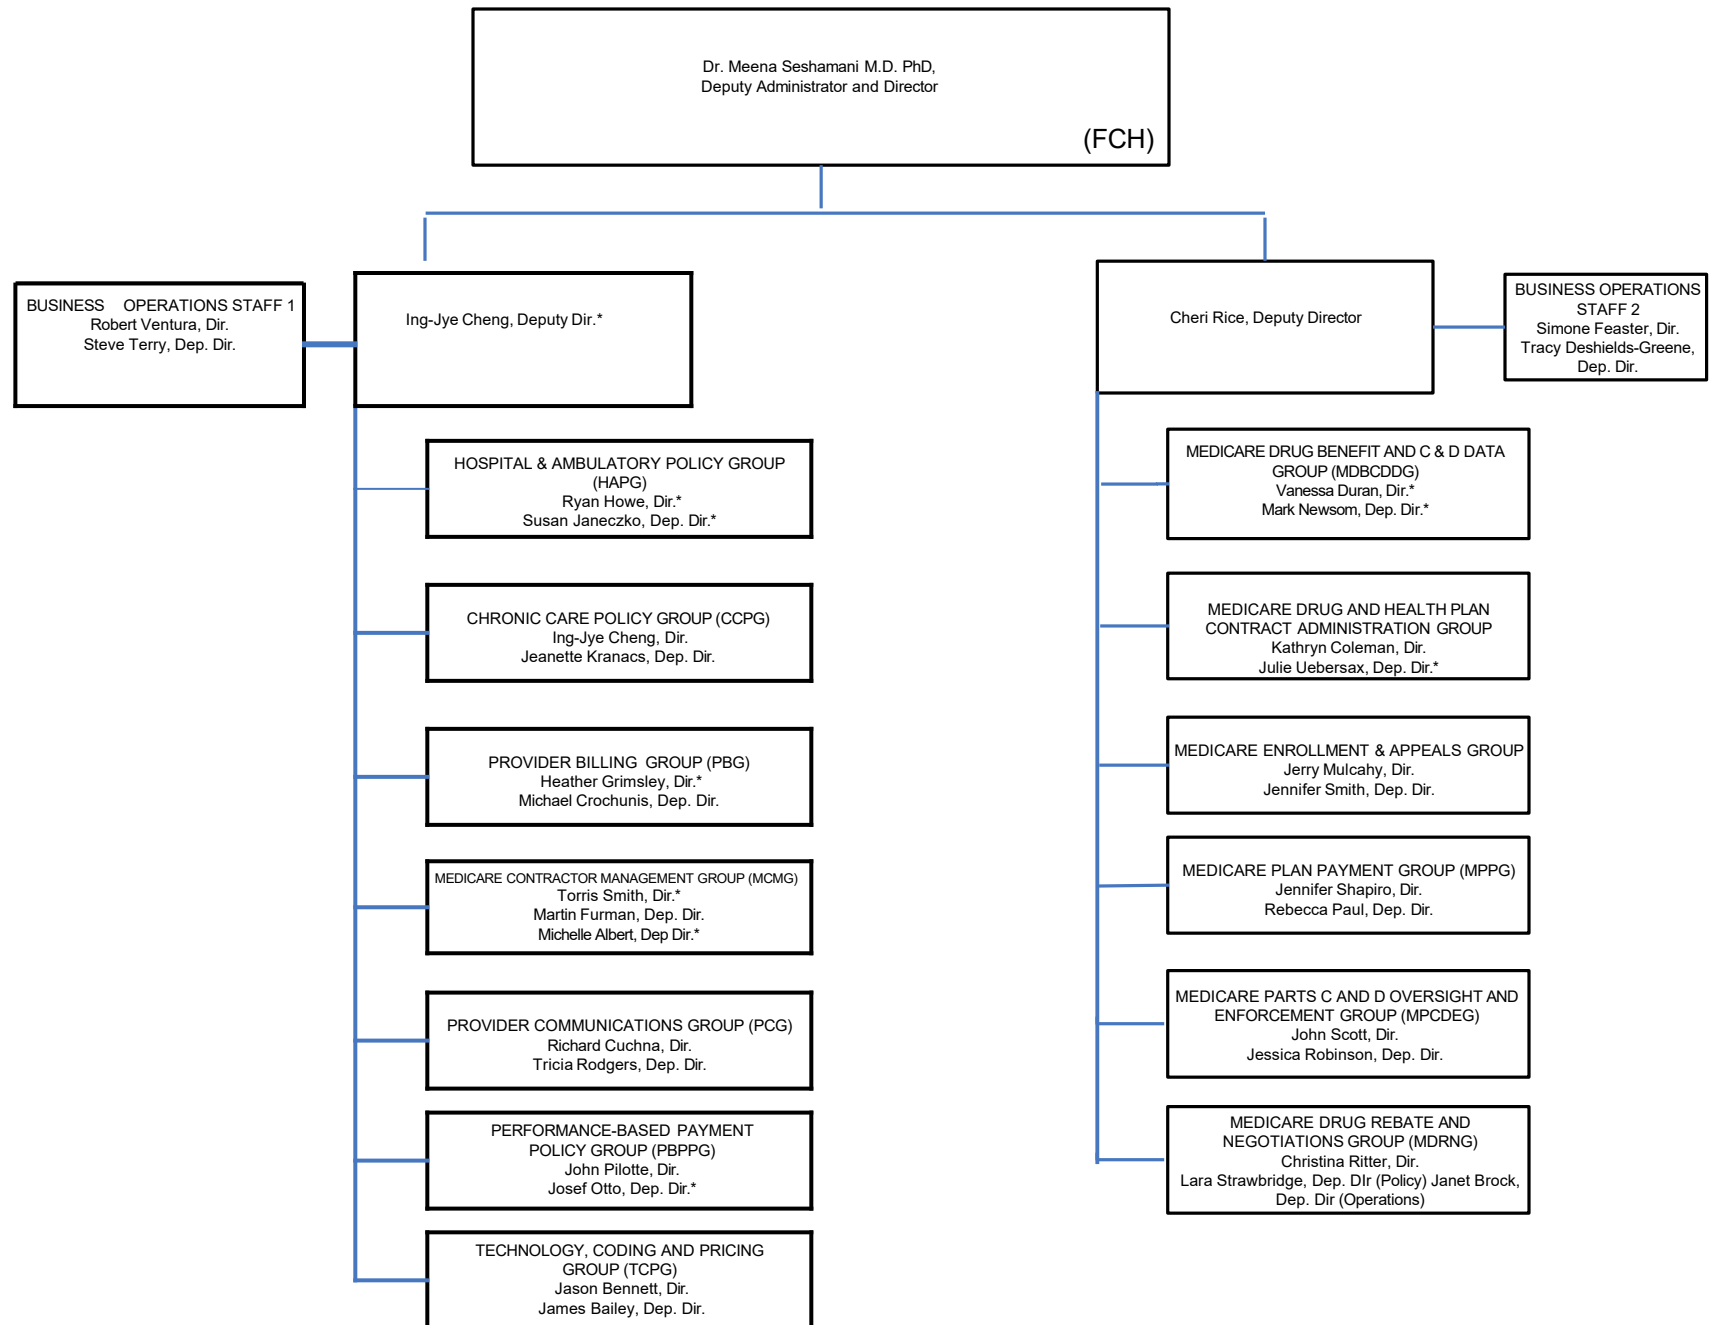 Dr. Meena Seshamani M.D. PhD,
Deputy Administrator and Director
(FCH)
BUSINESS OPERATIONS STAFF 1
Robert Ventura, Dir.
Steve Terry, Dep. Dir.
Ing-Jye Cheng, Deputy Dir.*
Cheri Rice, Deputy Director
BUSINESS OPERATIONS
STAFF 2
Simone Feaster, Dir.
Tracy Deshields-Greene,
Dep. Dir.
HOSPITAL & AMBULATORY POLICY GROUP
(HAPG)
Ryan Howe, Dir.*
Susan Janeczko, Dep. Dir.*
CHRONIC CARE POLICY GROUP (CCPG)
Ing-Jye Cheng, Dir.
Jeanette Kranacs, Dep. Dir.
PROVIDER BILLING GROUP (PBG)
Heather Grimsley, Dir.*
Michael Crochunis, Dep. Dir.
MEDICARE CONTRACTOR MANAGEMENT GROUP (MCMG)
Torris Smith, Dir.*
Martin Furman, Dep. Dir.
Michelle Albert, Dep Dir.*
PROVIDER COMMUNICATIONS GROUP (PCG)
Richard Cuchna, Dir.
Tricia Rodgers, Dep. Dir.
PERFORMANCE-BASED PAYMENT
POLICY GROUP (PBPPG)
John Pilotte, Dir.
Josef Otto, Dep. Dir.*
TECHNOLOGY, CODING AND PRICING
GROUP (TCPG)
Jason Bennett, Dir.
James Bailey, Dep. Dir.
MEDICARE DRUG BENEFIT AND C & D DATA
GROUP (MDBCDDG)
Vanessa Duran, Dir.*
Mark Newsom, Dep. Dir.*
MEDICARE DRUG AND HEALTH PLAN
CONTRACT ADMINISTRATION GROUP
Kathryn Coleman, Dir.
Julie Uebersax, Dep. Dir.*
MEDICARE ENROLLMENT & APPEALS GROUP
Jerry Mulcahy, Dir.
Jennifer Smith, Dep. Dir.
MEDICARE PLAN PAYMENT GROUP (MPPG)
Jennifer Shapiro, Dir.
Rebecca Paul, Dep. Dir.
MEDICARE PARTS C AND D OVERSIGHT AND
ENFORCEMENT GROUP (MPCDEG)
John Scott, Dir.
Jessica Robinson, Dep. Dir.
MEDICARE DRUG REBATE AND
NEGOTIATIONS GROUP (MDRNG)
Christina Ritter, Dir.
Lara Strawbridge, Dep. DIr (Policy) Janet Brock,
Dep. Dir (Operations)